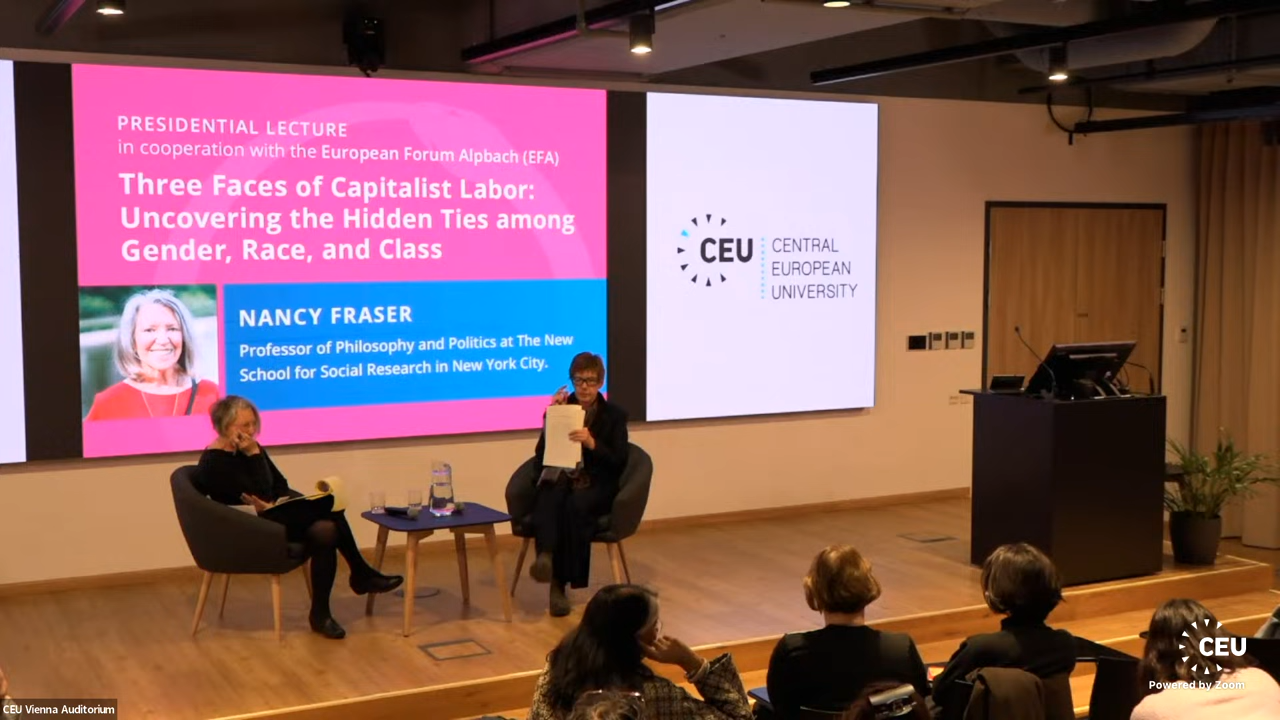 PRESIDENTIAL LECTURE
in cooperation with the European Forum Alpbach (EFA)
Three Faces of Capitalist Labor:
Uncovering the Hidden Ties among
Gender, Race, and Class
NANCY FRASER
Professor of Philosophy and Politics at The New
School for Social Research in New York City.
CEU
CENTRAL
EUROPEAN
UNIVERSITY
CEU
Powered by Zoom
CEU Vienna Auditorium